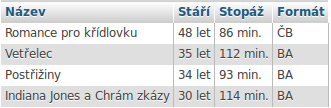 Název Stáří Stopáž Formát
Romance pro křídlovku 48 let 86 min. ČB
Vetřelec 35 let 112 min. BA
Postřižiny 34 let 93 min. BA
Indiana Jones a Chrám zkázy 30 let 114 min. BA